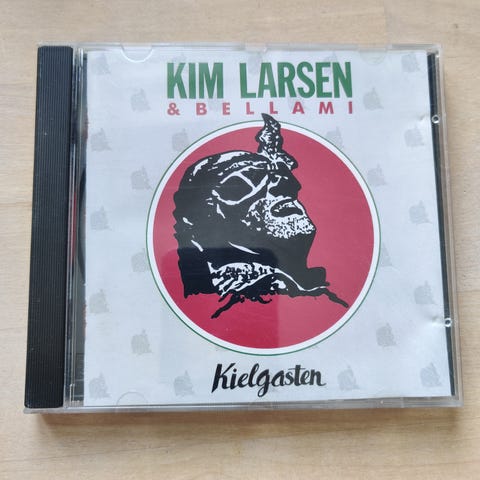 KIM LARSEN
& BELLAMI
Kielgasten